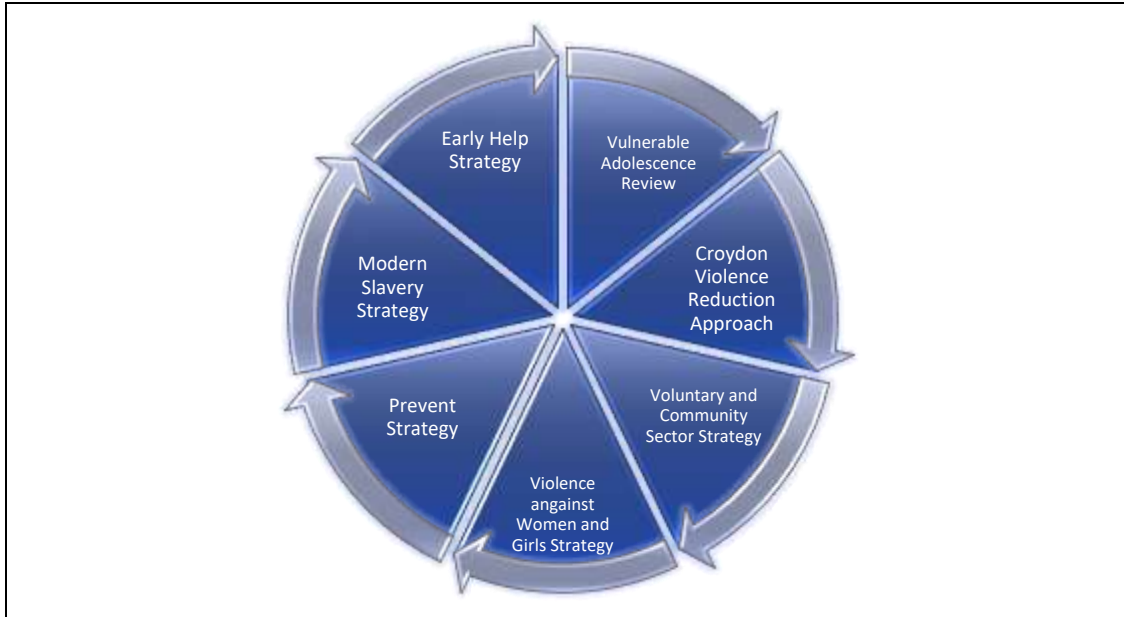 Early Help
Strategy
Vulnerable
Adolescence
Review
Croydon
Violence
Reduction
Approach
Voluntary and
Community
Sector Strategy
Violence
angainst
Women and
Girls Strategy
Prevent
Strategy
Modern
Slavery
Strategy